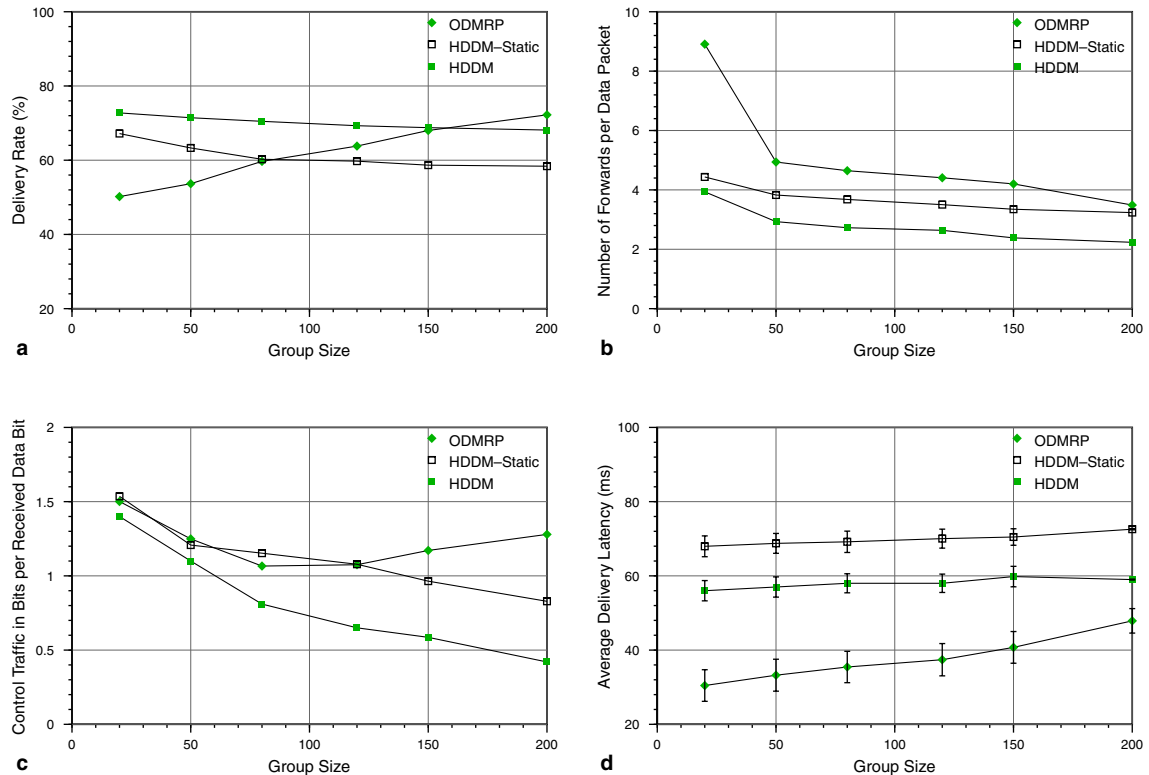 100
80
60
40
20
0
50
100
150
200
Delivery Rate (%)
Group Size
ODMRP
HDDM–Static
HDDM
a
10
8
6
4
2
0
0
50
100
150
200
Number of Forwards per Data Packet
Group Size
ODMRP
HDDM–Static
HDDM
b
2
1.5
1
0.5
0
0
50
100
150
200
Control Traffic in Bits per Received Data Bit
Group Size
ODMRP
HDDM–Static
HDDM
c
100
80
60
40
20
0
50
100
150
200
Average Delivery Latency (ms)
Group Size
ODMRP
HDDM–Static
HDDM
d